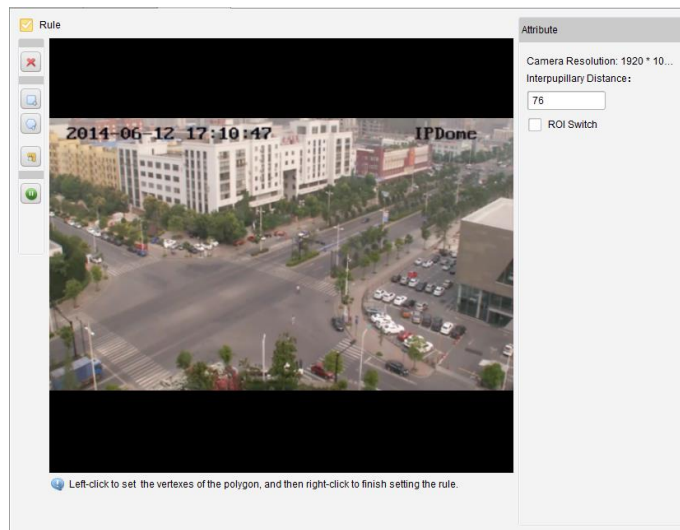 Rule
2014-06-12 17:10:47
IPDome
Left-click to set the vertexes of the polygon, and then right-click to finish setting the rule.
Attribute
Camera Resolution: 1920 * 10...
Interpupillary Distance:
76
ROI Switch